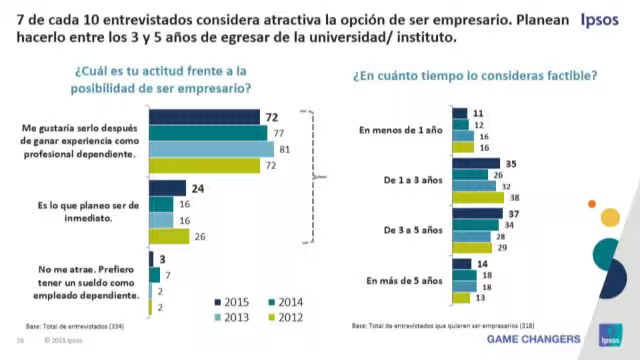 7 de cada 10 entrevistados considera atractiva la opción de ser empresario. Planean
hacerlo entre los 3 y 5 años de egresar de la universidad/ instituto.
Ipsos
¿Cuál es tu actitud frente a la
posibilidad de ser empresario?
Me gustaría serlo después
de ganar experiencia como
profesional dependiente.
72
77
81
72
Es lo que planeo ser de
inmediato.
24
16
16
26
No me atrae. Prefiero
tener un sueldo como
empleado dependiente.
3
7
2
2
2015
2014
2013
2012
Base: Total de entrevistados (334)
¿En cuánto tiempo lo consideras factible?
En menos de 1 año
11
12
16
16
De 1 a 3 años
35
26
32
38
De 3 a 5 años
37
34
28
29
En más de 5 años
14
18
18
13
Base: Total de entrevistados que quieren ser empresarios (318)
© 2015 Ipsos.
GAME CHANGERS
Ipsos